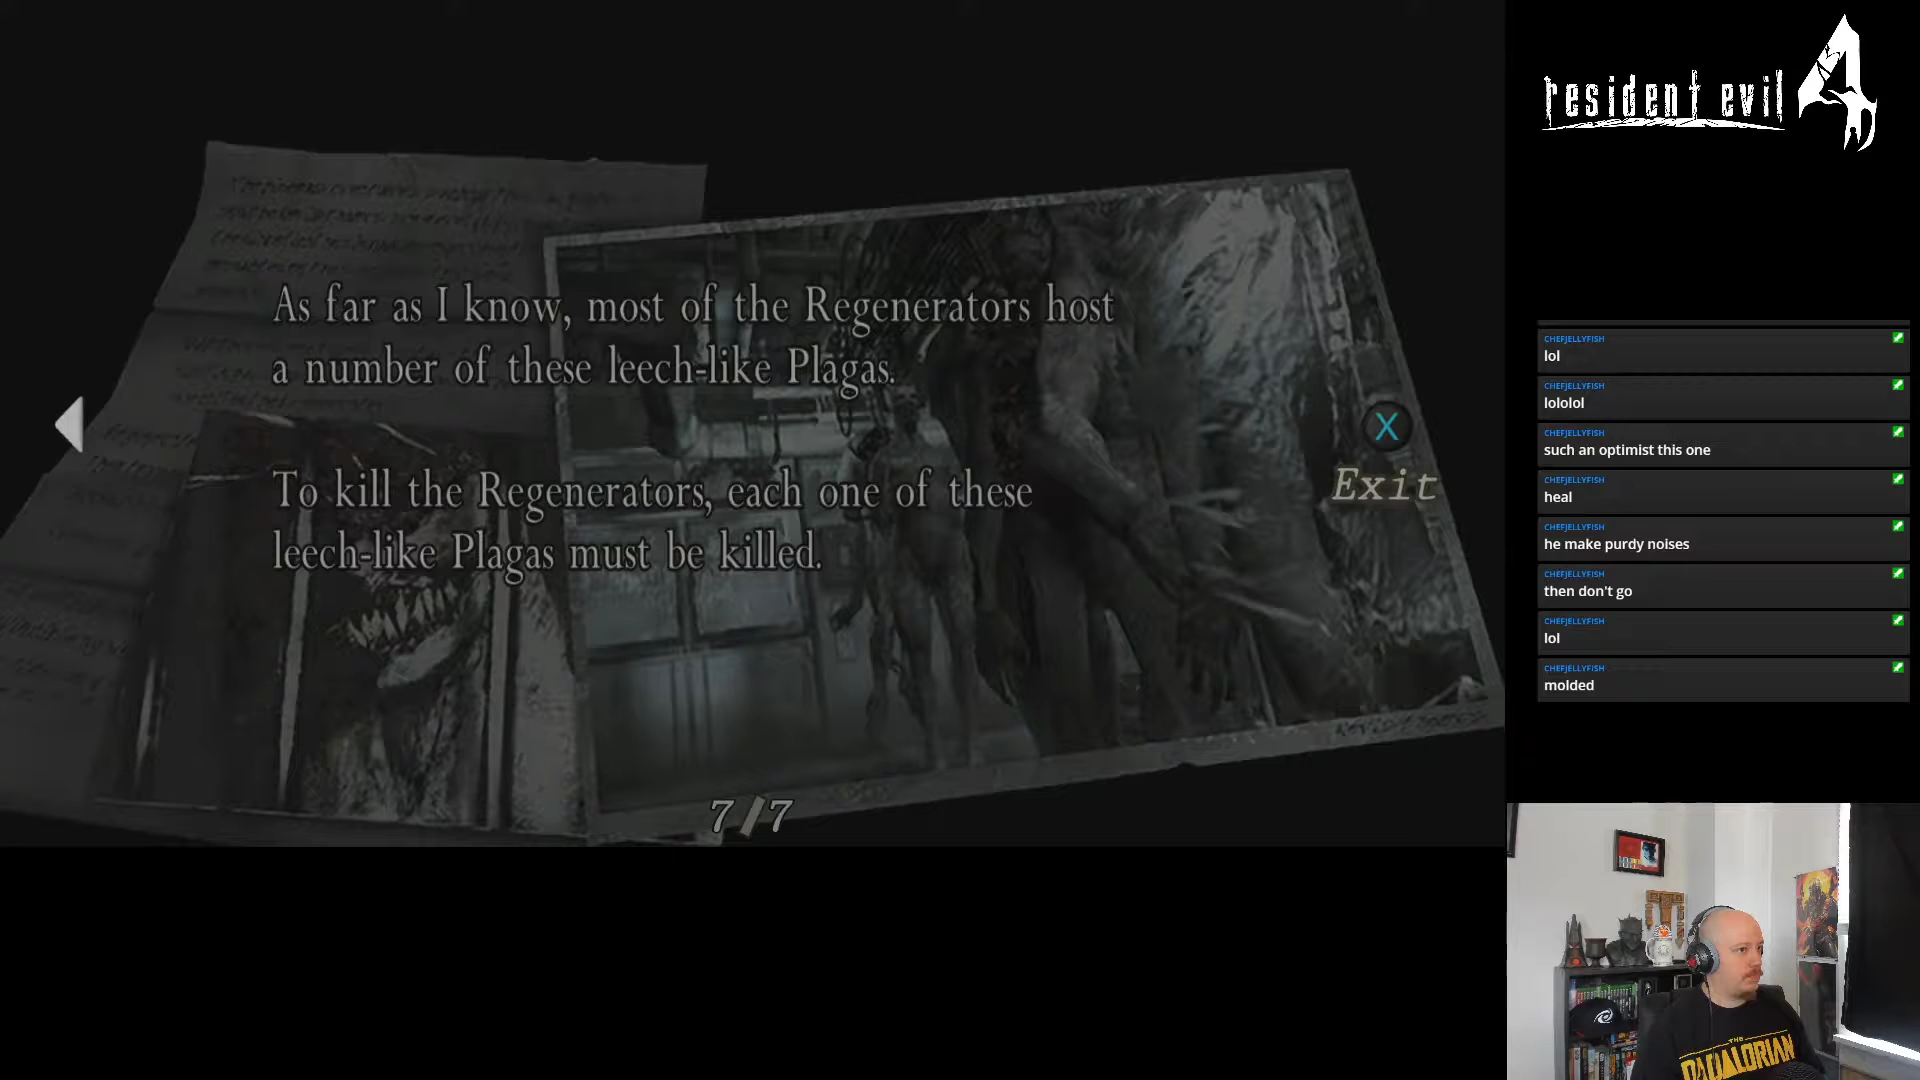 As far as I know, most of the Regenerators host
a number of these leech-like Plagas.
To kill the Regenerators, each one of these
leech-like Plagas must be killed.
X
Exit
7/7
resident evil 4
CHEFJELLYFISH
lol
CHEFJELLYFISH
lololol
CHEFJELLYFISH
such an optimist this one
CHEFJELLYFISH
heal
CHEFJELLYFISH
he make purdy noises
CHEFJELLYFISH
then don't go
CHEFJELLYFISH
lol
CHEFJELLYFISH
molded
THE
DADALORIAN